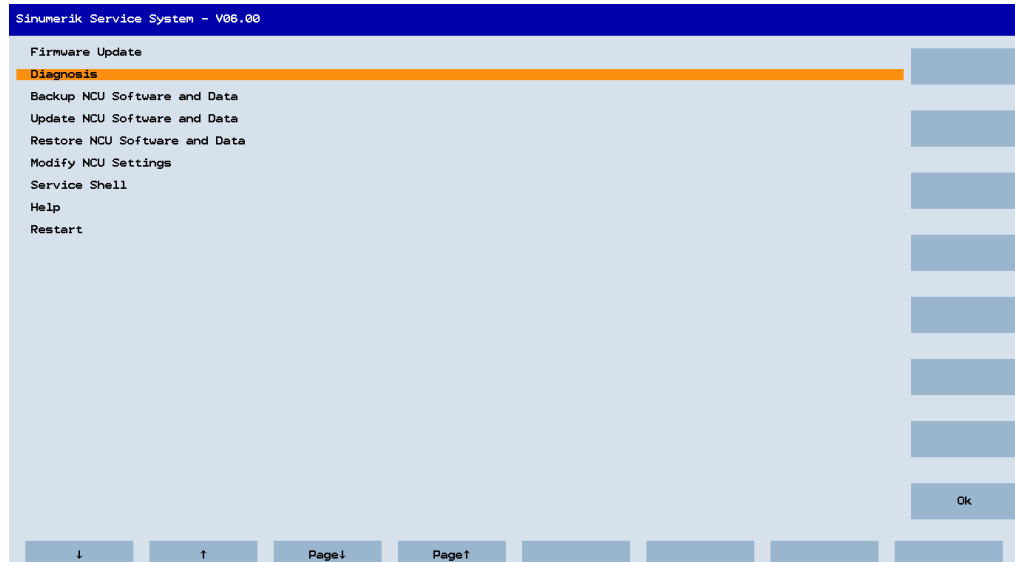 Sinumerik Service System - V06.00
Firmware Update
Diagnosis
Backup NCU Software and Data
Update NCU Software and Data
Restore NCU Software and Data
Modify NCU Settings
Service Shell
Help
Restart
Ok
↓ ↑ Page↓ Page↑